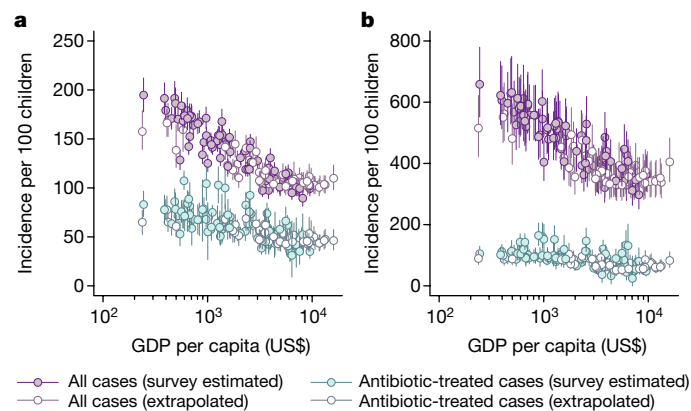 a
b
250
200
150
100
50
0
Incidence per 100 children
10²
10³
10⁴
GDP per capita (US$)
800
600
400
200
0
Incidence per 100 children
10²
10³
10⁴
GDP per capita (US$)
All cases (survey estimated)
All cases (extrapolated)
Antibiotic-treated cases (survey estimated)
Antibiotic-treated cases (extrapolated)